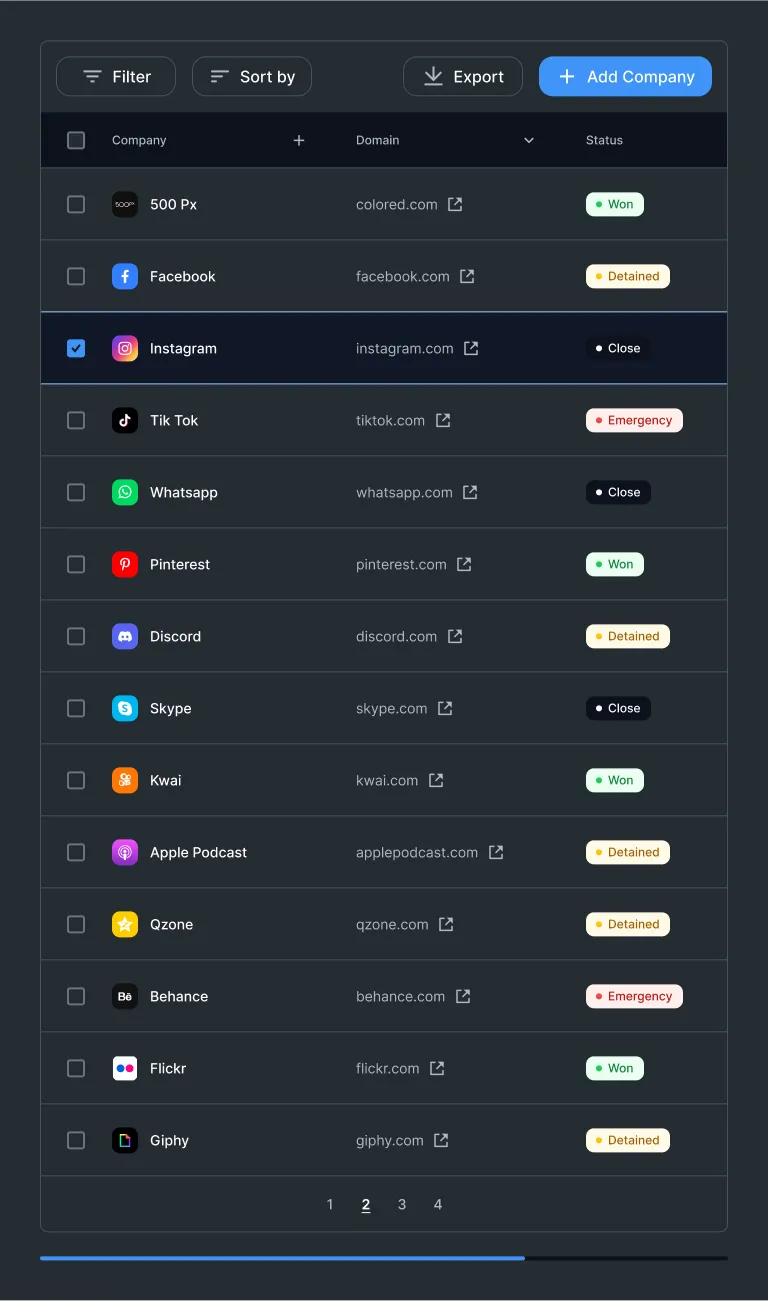 Filter Sort by Export Add Company
Company Domain Status
500PX 500 Px colored.com Won
Facebook facebook.com Detained
Instagram instagram.com Close
Tik Tok tiktok.com Emergency
Whatsapp whatsapp.com Close
Pinterest pinterest.com Won
Discord discord.com Detained
Skype skype.com Close
Kwai kwai.com Won
Apple Podcast applepodcast.com Detained
Qzone qzone.com Detained
Bē Behance behance.com Emergency
Flickr flickr.com Won
Giphy giphy.com Detained
1 2 3 4